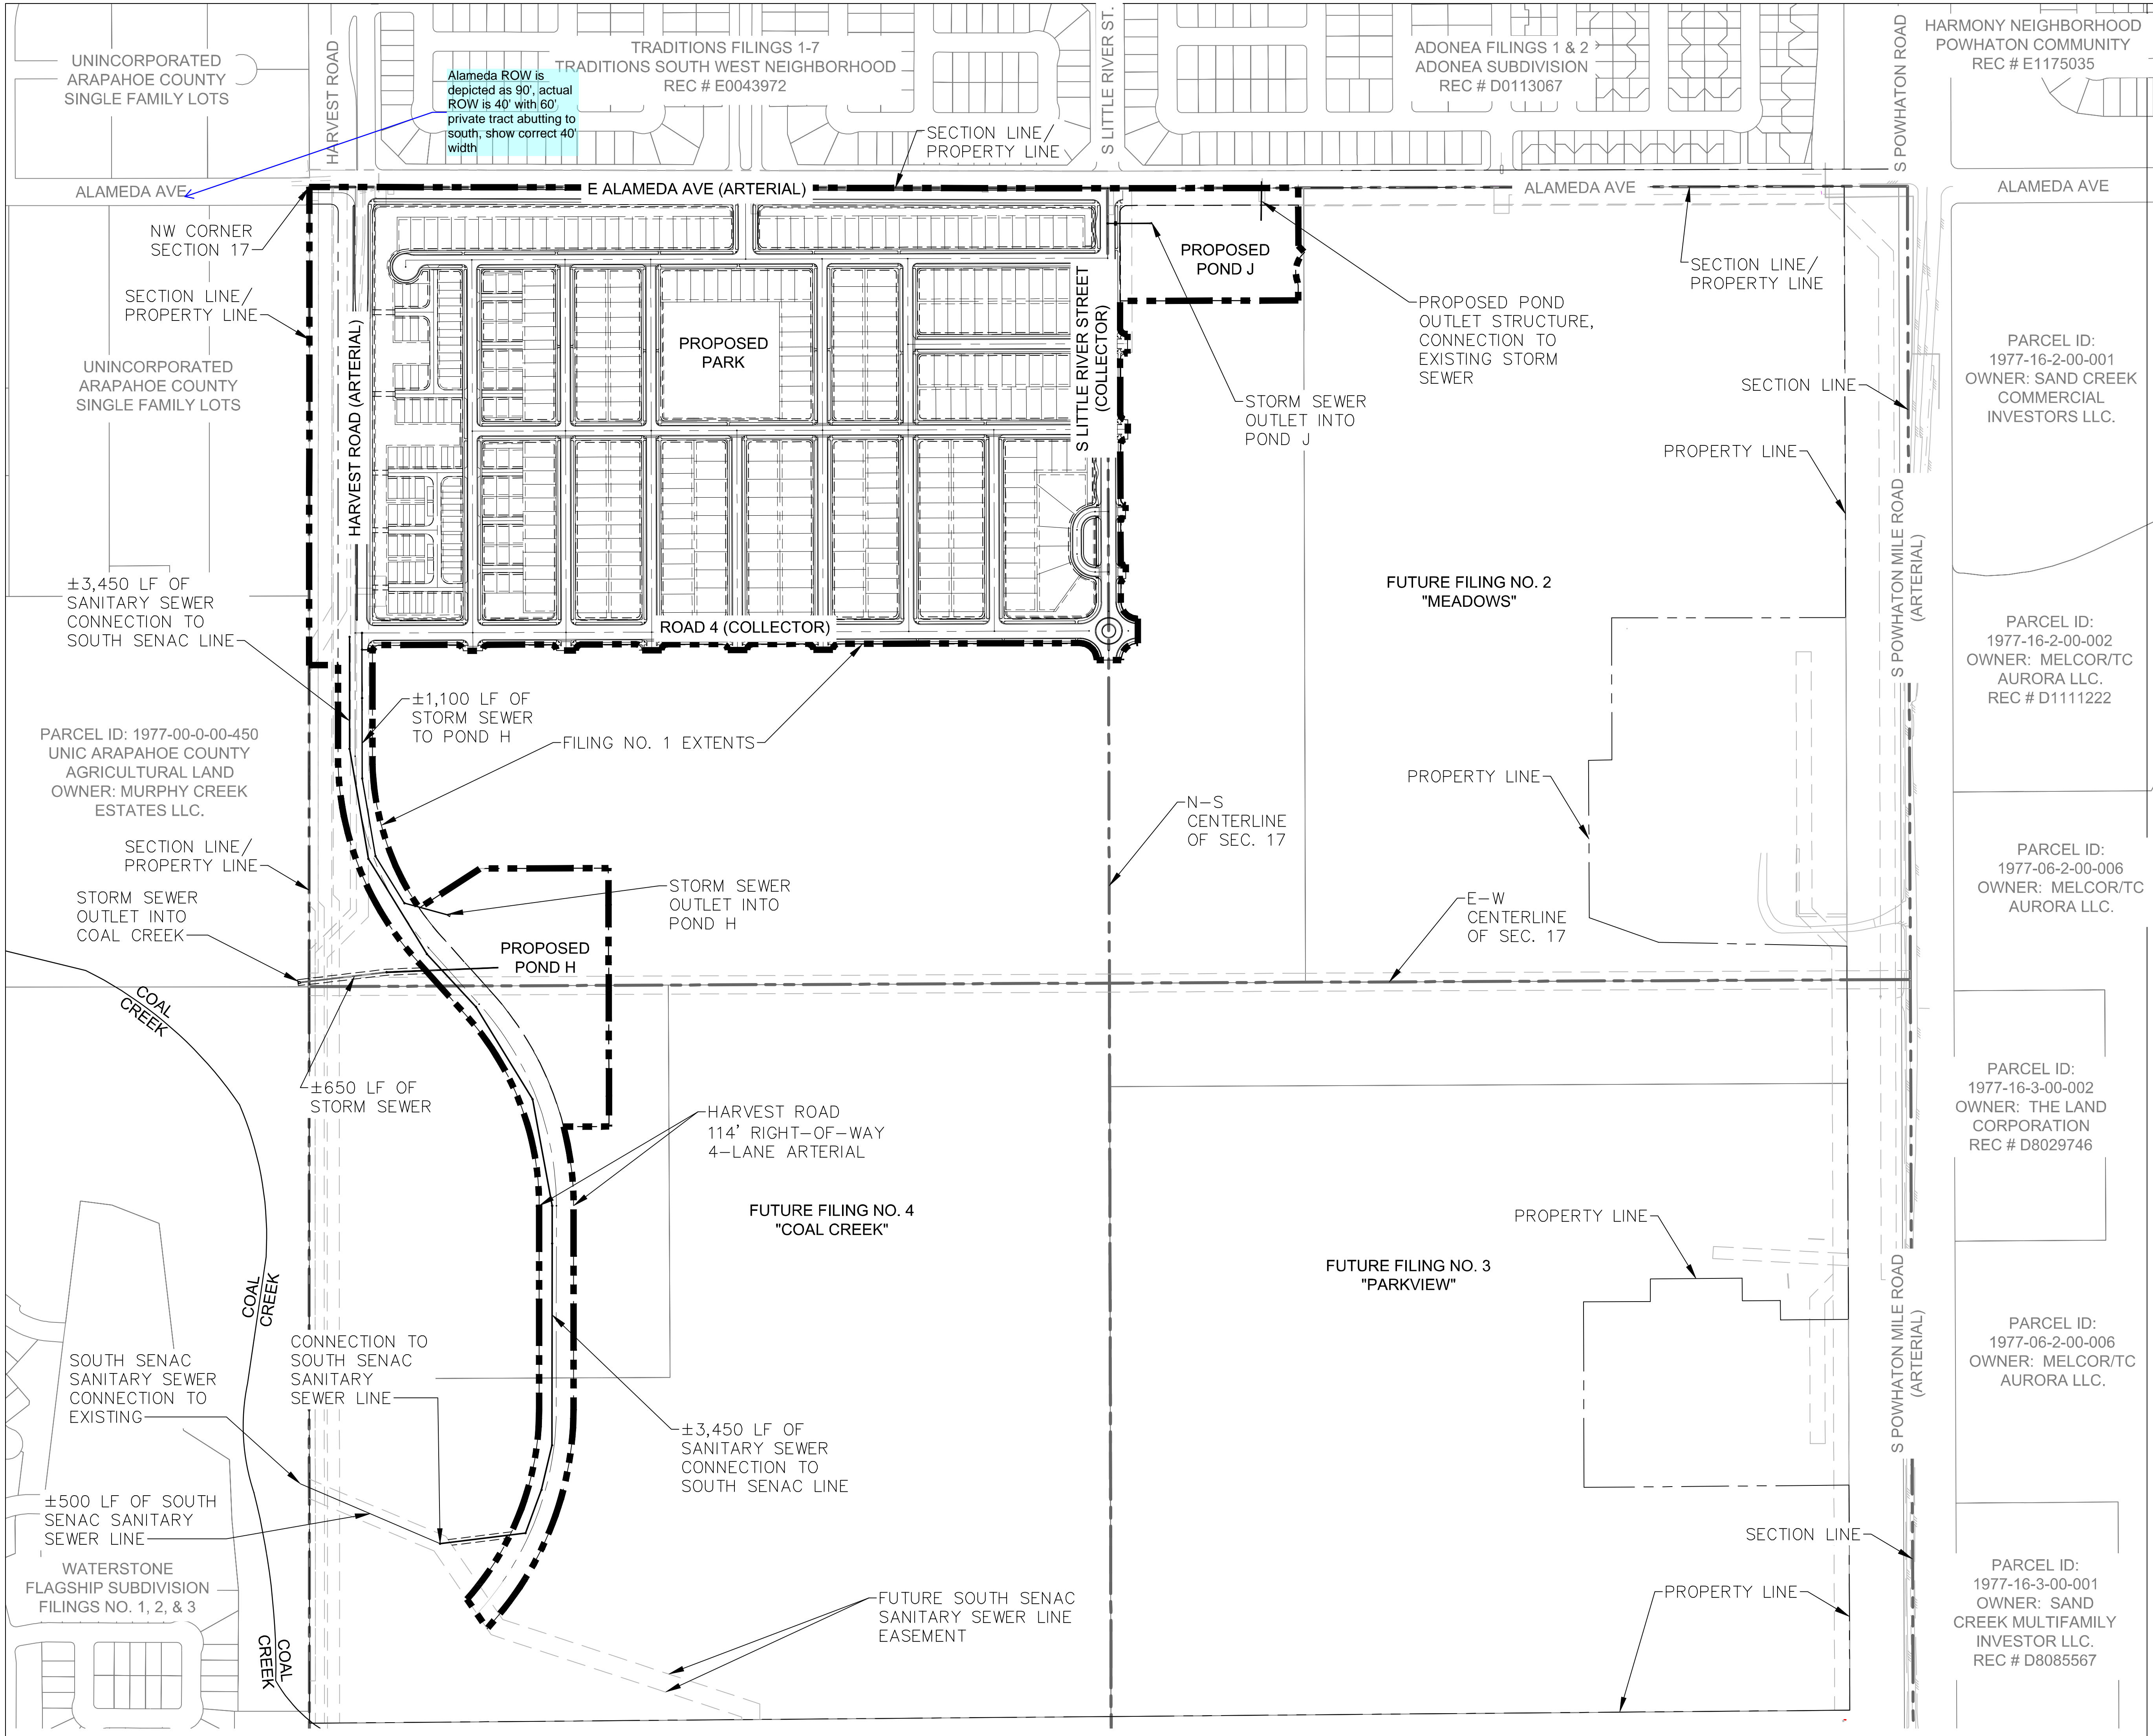 UNINCORPORATED
ARAPAHOE COUNTY
SINGLE FAMILY LOTS
HARVEST ROAD
TRADITIONS FILINGS 1-7
TRADITIONS SOUTH WEST NEIGHBORHOOD
REC # E0043972
Alameda ROW is
depicted as 90', actual
ROW is 40' with 60'
private tract abutting to
south, show correct 40'
width
S LITTLE RIVER ST.
ADONEA FILINGS 1 & 2
ADONEA SUBDIVISION
REC # D0113067
S POWHATON ROAD
HARMONY NEIGHBORHOOD
POWHATON COMMUNITY
REC # E1175035
SECTION LINE/
PROPERTY LINE
ALAMEDA AVE
E ALAMEDA AVE (ARTERIAL)
ALAMEDA AVE
ALAMEDA AVE
NW CORNER
SECTION 17
SECTION LINE/
PROPERTY LINE
UNINCORPORATED
ARAPAHOE COUNTY
SINGLE FAMILY LOTS
HARVEST ROAD (ARTERIAL)
PROPOSED
PARK
S LITTLE RIVER STREET
(COLLECTOR)
PROPOSED
POND J
PROPOSED POND
OUTLET STRUCTURE,
CONNECTION TO
EXISTING STORM
SEWER
STORM SEWER
OUTLET INTO
POND J
SECTION LINE/
PROPERTY LINE
SECTION LINE
PROPERTY LINE
PARCEL ID:
1977-16-2-00-001
OWNER: SAND CREEK
COMMERCIAL
INVESTORS LLC.
S POWHATON MILE ROAD
(ARTERIAL)
±3,450 LF OF
SANITARY SEWER
CONNECTION TO
SOUTH SENAC LINE
ROAD 4 (COLLECTOR)
FUTURE FILING NO. 2
"MEADOWS"
PARCEL ID:
1977-16-2-00-002
OWNER: MELCOR/TC
AURORA LLC.
REC # D1111222
PARCEL ID: 1977-00-0-00-450
UNIC ARAPAHOE COUNTY
AGRICULTURAL LAND
OWNER: MURPHY CREEK
ESTATES LLC.
±1,100 LF OF
STORM SEWER
TO POND H
FILING NO. 1 EXTENTS
PROPERTY LINE
N-S
CENTERLINE
OF SEC. 17
SECTION LINE/
PROPERTY LINE
STORM SEWER
OUTLET INTO
COAL CREEK
STORM SEWER
OUTLET INTO
POND H
PROPOSED
POND H
E-W
CENTERLINE
OF SEC. 17
PARCEL ID:
1977-06-2-00-006
OWNER: MELCOR/TC
AURORA LLC.
COAL
CREEK
±650 LF OF
STORM SEWER
HARVEST ROAD
114' RIGHT-OF-WAY
4-LANE ARTERIAL
PARCEL ID:
1977-16-3-00-002
OWNER: THE LAND
CORPORATION
REC # D8029746
FUTURE FILING NO. 4
"COAL CREEK"
PROPERTY LINE
FUTURE FILING NO. 3
"PARKVIEW"
COAL
CREEK
S POWHATON MILE ROAD
(ARTERIAL)
PARCEL ID:
1977-06-2-00-006
OWNER: MELCOR/TC
AURORA LLC.
SOUTH SENAC
SANITARY SEWER
CONNECTION TO
EXISTING
CONNECTION TO
SOUTH SENAC
SANITARY
SEWER LINE
±3,450 LF OF
SANITARY SEWER
CONNECTION TO
SOUTH SENAC LINE
±500 LF OF SOUTH
SENAC SANITARY
SEWER LINE
SECTION LINE
WATERSTONE
FLAGSHIP SUBDIVISION
FILINGS NO. 1, 2, & 3
FUTURE SOUTH SENAC
SANITARY SEWER LINE
EASEMENT
PROPERTY LINE
PARCEL ID:
1977-16-3-00-001
OWNER: SAND
CREEK MULTIFAMILY
INVESTOR LLC.
REC # D8085567
COAL
CREEK